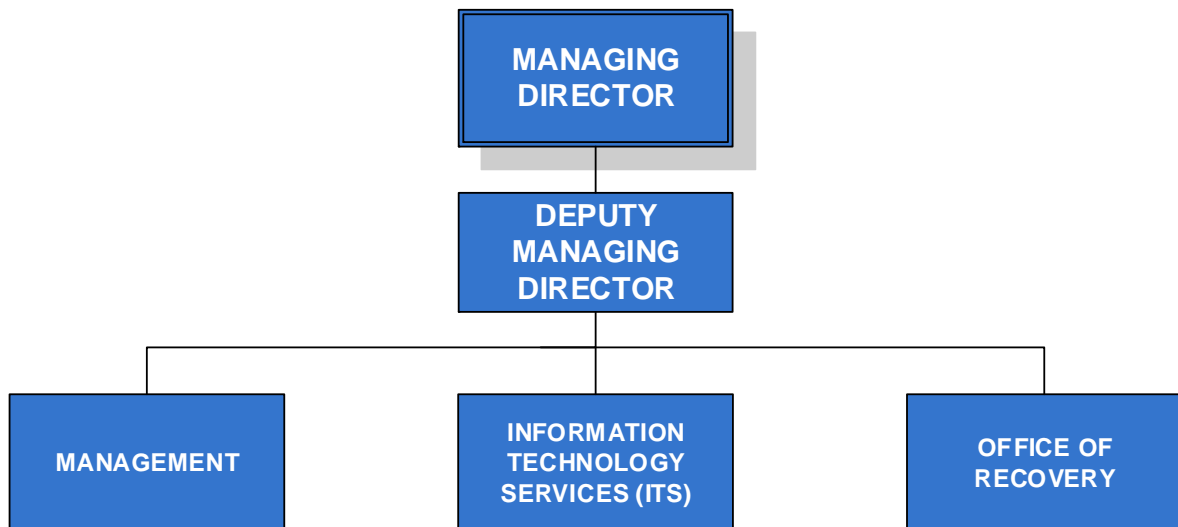 MANAGING
DIRECTOR
DEPUTY
MANAGING
DIRECTOR
MANAGEMENT
INFORMATION
TECHNOLOGY
SERVICES (ITS)
OFFICE OF
RECOVERY